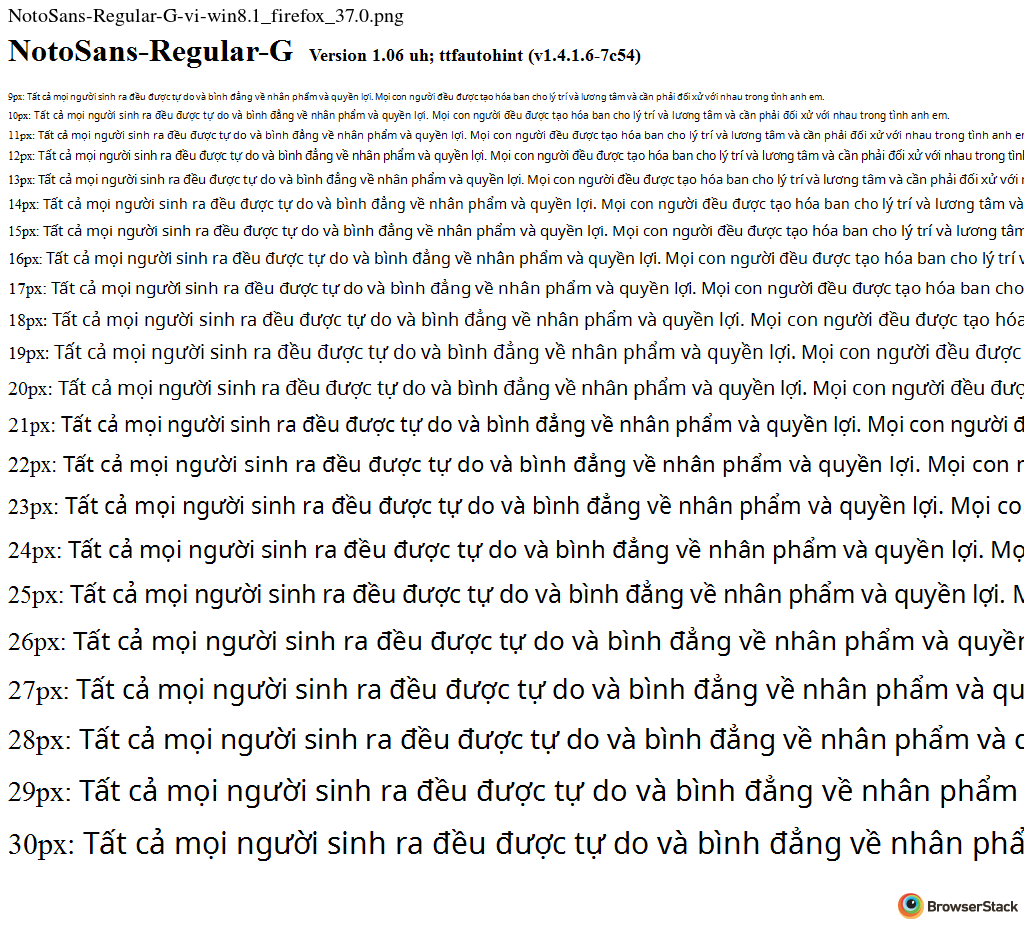 NotoSans-Regular-G-vi-win8.1_firefox_37.0.png
NotoSans-Regular-G Version 1.06 uh; ttfautohint (v1.4.1.6-7c54)
9px: Tất cả mọi người sinh ra đều được tự do và bình đẳng về nhân phẩm và quyền lợi. Mọi con người đều được tạo hóa ban cho lý trí và lương tâm và cần phải đối xử với nhau trong tình anh em.
10px: Tất cả mọi người sinh ra đều được tự do và bình đẳng về nhân phẩm và quyền lợi. Mọi con người đều được tạo hóa ban cho lý trí và lương tâm và cần phải đối xử với nhau trong tình anh em.
11px: Tất cả mọi người sinh ra đều được tự do và bình đẳng về nhân phẩm và quyền lợi. Mọi con người đều được tạo hóa ban cho lý trí và lương tâm và cần phải đối xử với nhau trong tình anh
12px: Tất cả mọi người sinh ra đều được tự do và bình đẳng về nhân phẩm và quyền lợi. Mọi con người đều được tạo hóa ban cho lý trí và lương tâm và cần phải đối xử với nhau trong
13px: Tất cả mọi người sinh ra đều được tự do và bình đẳng về nhân phẩm và quyền lợi. Mọi con người đều được tạo hóa ban cho lý trí và lương tâm và cần phải đối xử với
14px: Tất cả mọi người sinh ra đều được tự do và bình đẳng về nhân phẩm và quyền lợi. Mọi con người đều được tạo hóa ban cho lý trí và lương tâm và
15px: Tất cả mọi người sinh ra đều được tự do và bình đẳng về nhân phẩm và quyền lợi. Mọi con người đều được tạo hóa ban cho lý trí và lương tâm
16px: Tất cả mọi người sinh ra đều được tự do và bình đẳng về nhân phẩm và quyền lợi. Mọi con người đều được tạo hóa ban cho lý trí
17px: Tất cả mọi người sinh ra đều được tự do và bình đẳng về nhân phẩm và quyền lợi. Mọi con người đều được tạo hóa ban cho
18px: Tất cả mọi người sinh ra đều được tự do và bình đẳng về nhân phẩm và quyền lợi. Mọi con người đều được tạo hóa
19px: Tất cả mọi người sinh ra đều được tự do và bình đẳng về nhân phẩm và quyền lợi. Mọi con người đều được
20px: Tất cả mọi người sinh ra đều được tự do và bình đẳng về nhân phẩm và quyền lợi. Mọi con người đều
21px: Tất cả mọi người sinh ra đều được tự do và bình đẳng về nhân phẩm và quyền lợi. Mọi con người
22px: Tất cả mọi người sinh ra đều được tự do và bình đẳng về nhân phẩm và quyền lợi. Mọi con
23px: Tất cả mọi người sinh ra đều được tự do và bình đẳng về nhân phẩm và quyền lợi. Mọi co
24px: Tất cả mọi người sinh ra đều được tự do và bình đẳng về nhân phẩm và quyền lợi. Mọ
25px: Tất cả mọi người sinh ra đều được tự do và bình đẳng về nhân phẩm và quyền lợi.
26px: Tất cả mọi người sinh ra đều được tự do và bình đẳng về nhân phẩm và quyền
27px: Tất cả mọi người sinh ra đều được tự do và bình đẳng về nhân phẩm và qu
28px: Tất cả mọi người sinh ra đều được tự do và bình đẳng về nhân phẩm và
29px: Tất cả mọi người sinh ra đều được tự do và bình đẳng về nhân phẩm
30px: Tất cả mọi người sinh ra đều được tự do và bình đẳng về nhân phẩ
BrowserStack